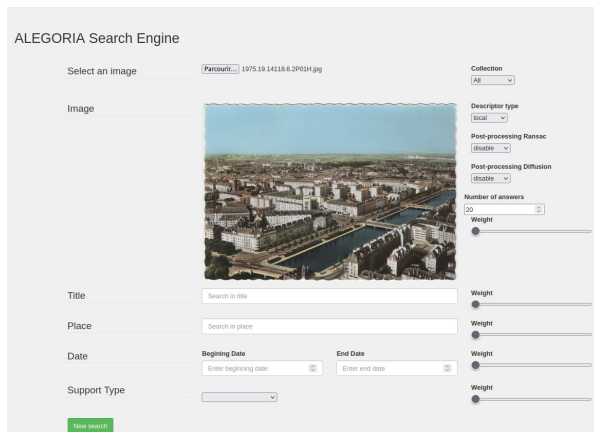 ALEGORIA Search Engine
Select an image
Parcourir... 1975.19.14118.6.2P01H.jpg
Collection
All
Image
Descriptor type
local
Post-processing Ransac
disable
Post-processing Diffusion
disable
Number of answers
20
Weight
Title
Search in title
Weight
Place
Search in place
Weight
Date
Begining Date
Enter beginning date
End Date
Enter end date
Weight
Support Type
Weight
New search